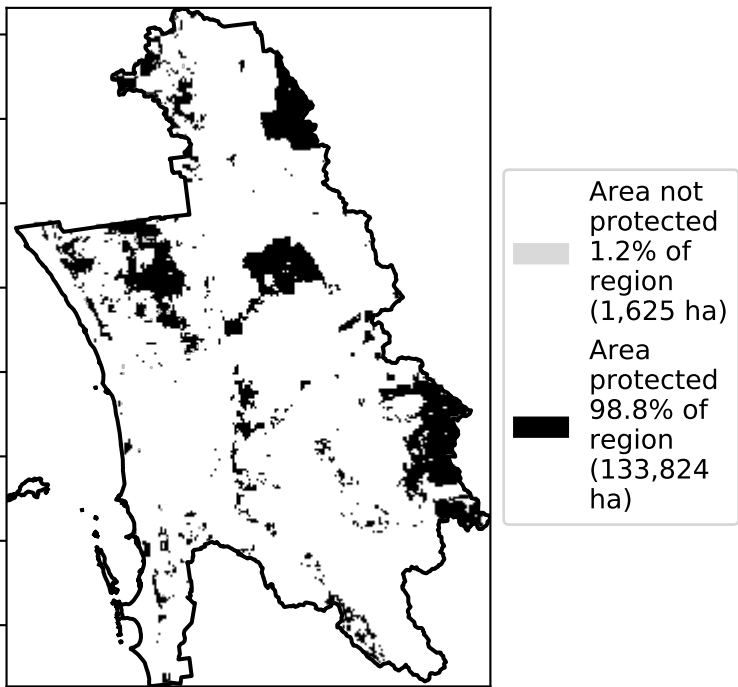 Area not
protected
1.2% of
region
(1,625 ha)
Area
protected
98.8% of
region
(133,824
ha)